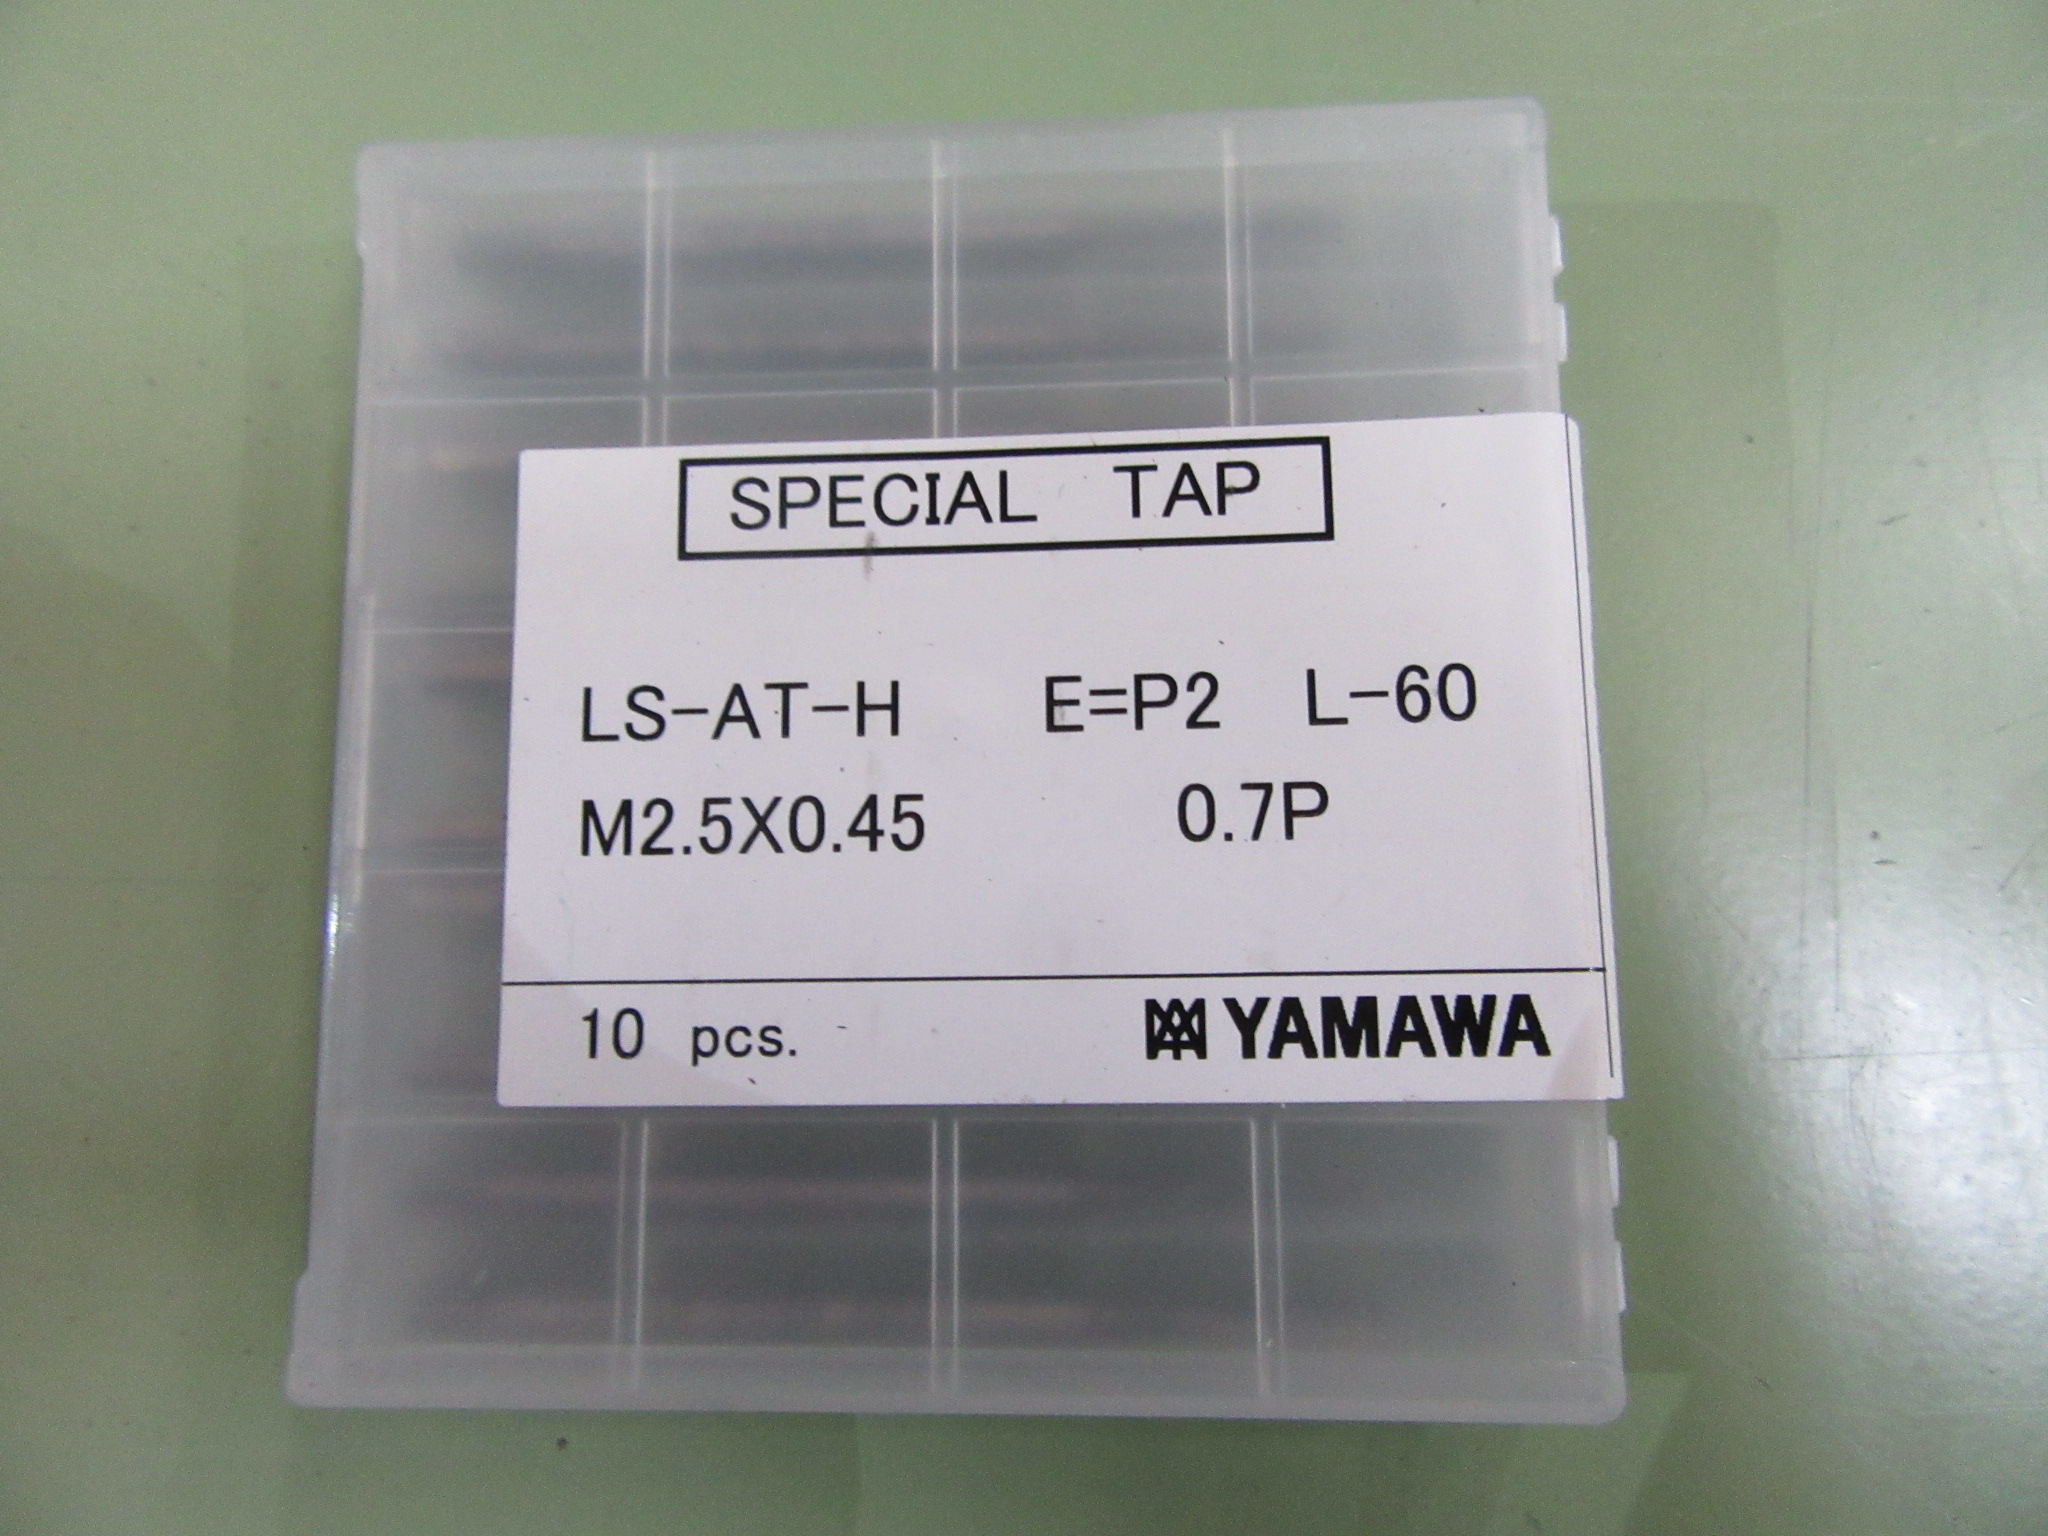 SPECIAL TAP
LS-AT-H E=P2 L-60
M2.5X0.45 0.7P
10 pcs. YAMAWA